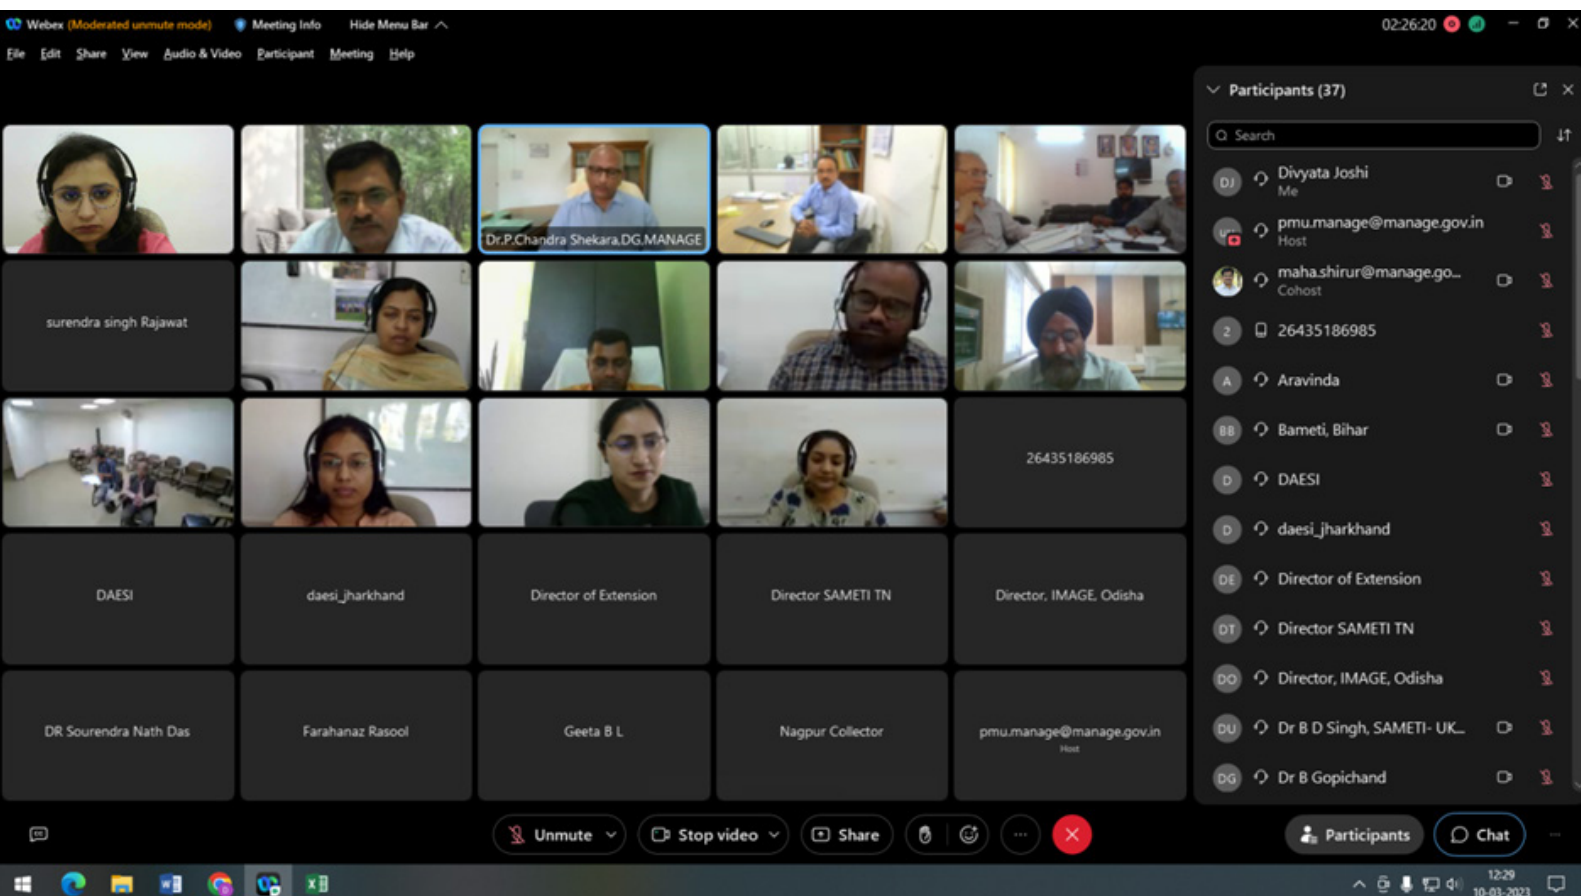 Webex (Moderated unmute mode) Meeting Info Hide Menu Bar 02:26:20
File Edit Share View Audio & Video Participant Meeting Help
Dr.P.Chandra Shekara,DG.MANAGE
surendra singh Rajawat
26435186985
DAESI
daesi_jharkhand
Director of Extension
Director SAMETI TN
Director, IMAGE, Odisha
DR Sourendra Nath Das
Farahanaz Rasool
Geeta B L
Nagpur Collector
pmu.manage@manage.gov.in
Host
Participants (37)
Search
DJ Divyata Joshi
Me
pmu.manage@manage.gov.in
Host
maha.shirur@manage.go...
Cohost
2 26435186985
A Aravinda
BB Bameti, Bihar
D DAESI
D daesi_jharkhand
DE Director of Extension
DT Director SAMETI TN
DO Director, IMAGE, Odisha
DU Dr B D Singh, SAMETI- UK...
DG Dr B Gopichand
Unmute Stop video Share Participants Chat
12:29
10-03-2023